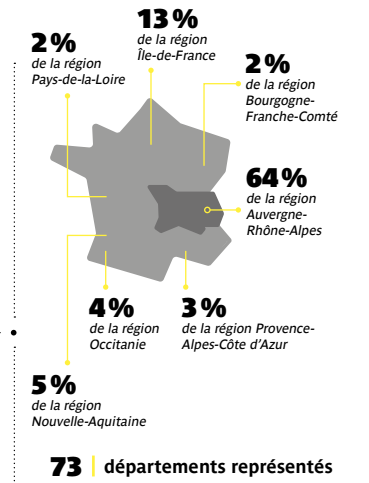 13 %
de la région
Île-de-France
2 %
de la région
Pays-de-la-Loire
2 %
de la région
Bourgogne-
Franche-Comté
64 %
de la région
Auvergne-
Rhône-Alpes
4 %
de la région
Occitanie
3 %
de la région Provence-
Alpes-Côte d'Azur
5 %
de la région
Nouvelle-Aquitaine
73 départements représentés